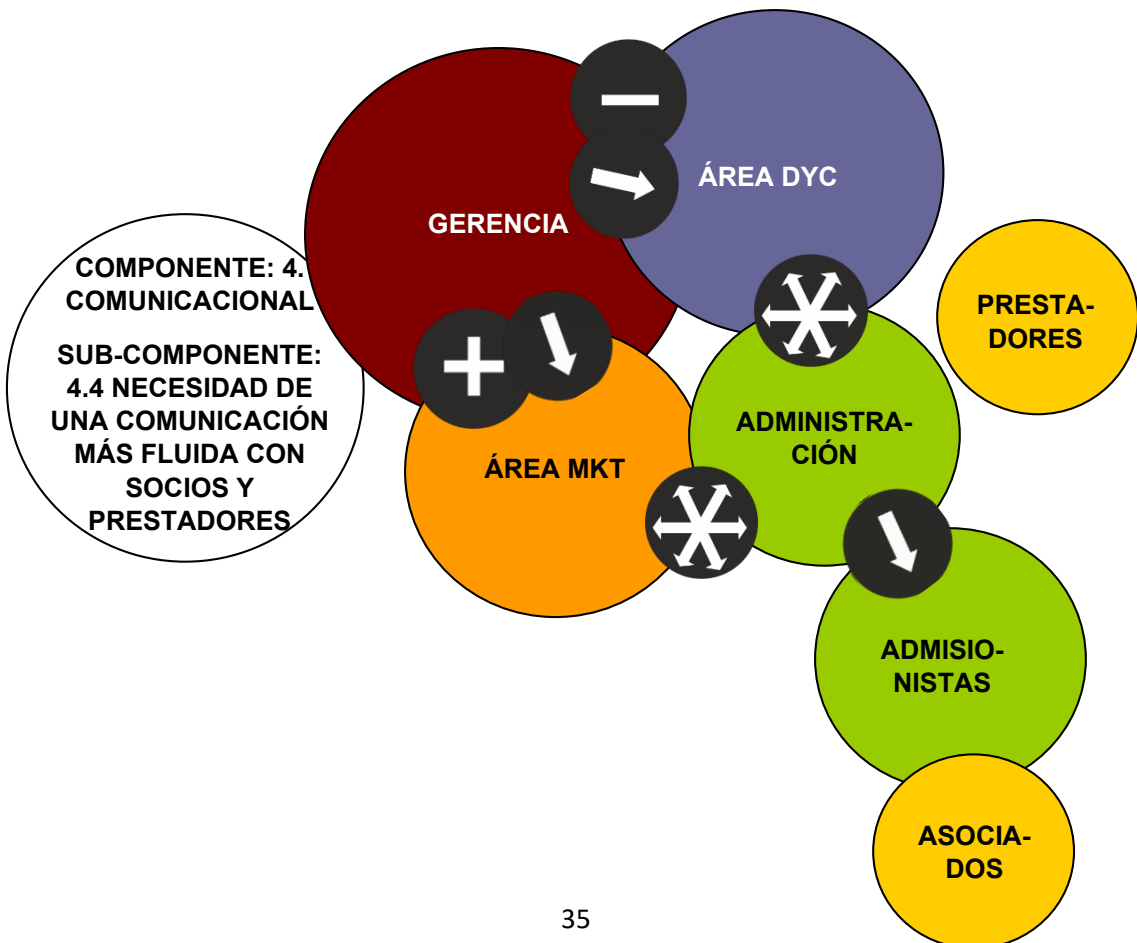 COMPONENTE: 4.
COMUNICACIONAL
SUB-COMPONENTE:
4.4 NECESIDAD DE
UNA COMUNICACIÓN
MÁS FLUIDA CON
SOCIOS Y
PRESTADORES
GERENCIA
ÁREA DYC
PRESTA-
DORES
ÁREA MKT
ADMINISTRA-
CIÓN
ADMISIO-
NISTAS
ASOCIA-
DOS
35